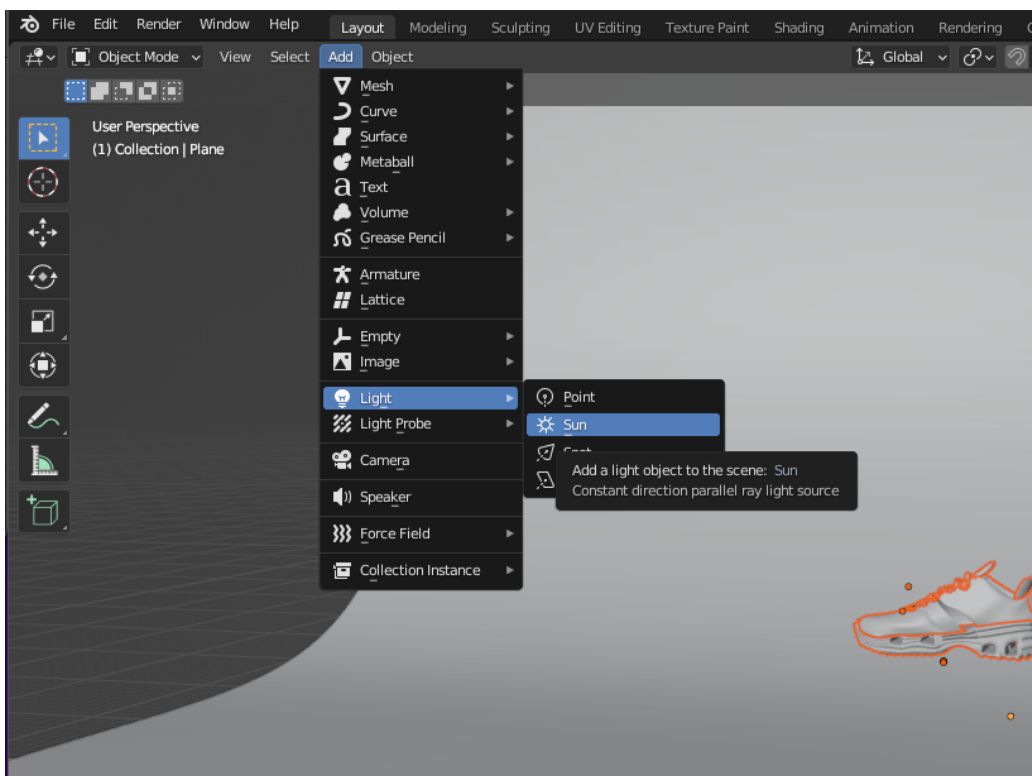 File Edit Render Window Help Layout Modeling Sculpting UV Editing Texture Paint Shading Animation Rendering
Object Mode View Select Add Object Global
User Perspective
(1) Collection | Plane
Mesh
Curve
Surface
Metaball
Text
Volume
Grease Pencil
Armature
Lattice
Empty
Image
Light
Light Probe
Camera
Speaker
Force Field
Collection Instance
Point
Sun
Spot
Add a light object to the scene: Sun
Constant direction parallel ray light source